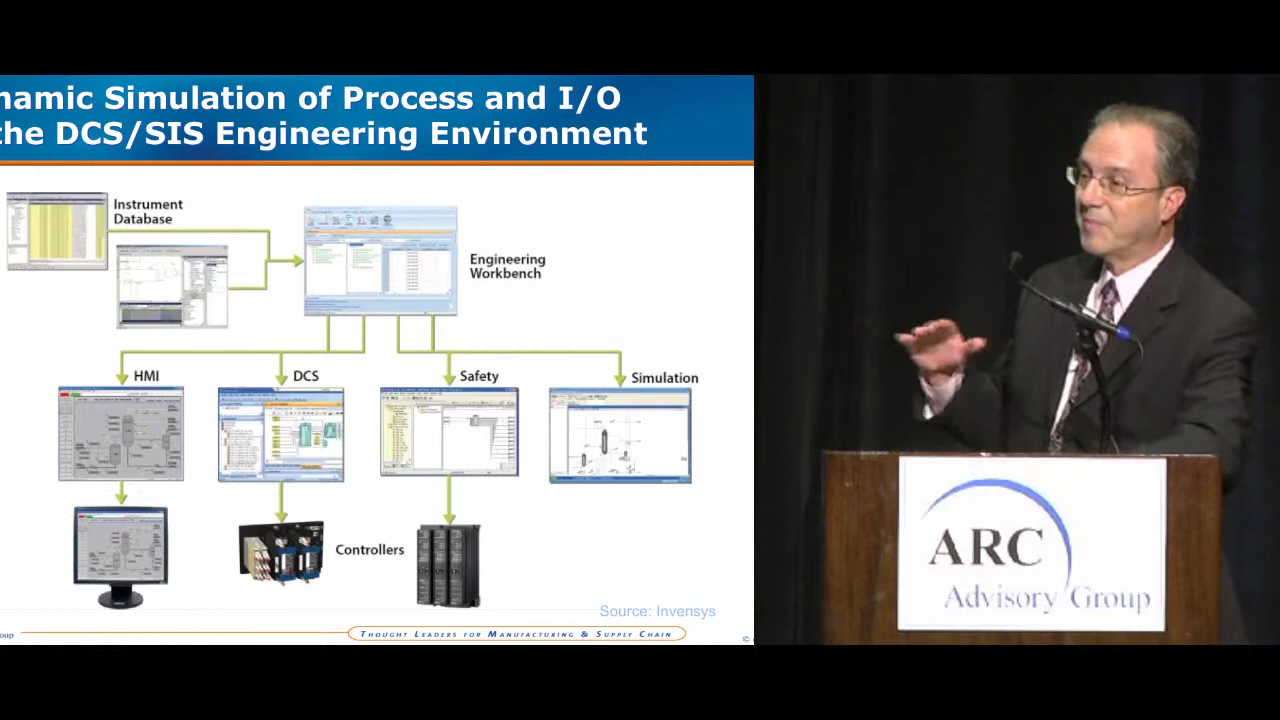 namic Simulation of Process and I/O
the DCS/SIS Engineering Environment
Instrument
Database
Engineering
Workbench
HMI
DCS
Safety
Simulation
Controllers
Source: Invensys
oup
THOUGHT LEADERS FOR MANUFACTURING & SUPPLY CHAIN
©
ARC
Advisory Group